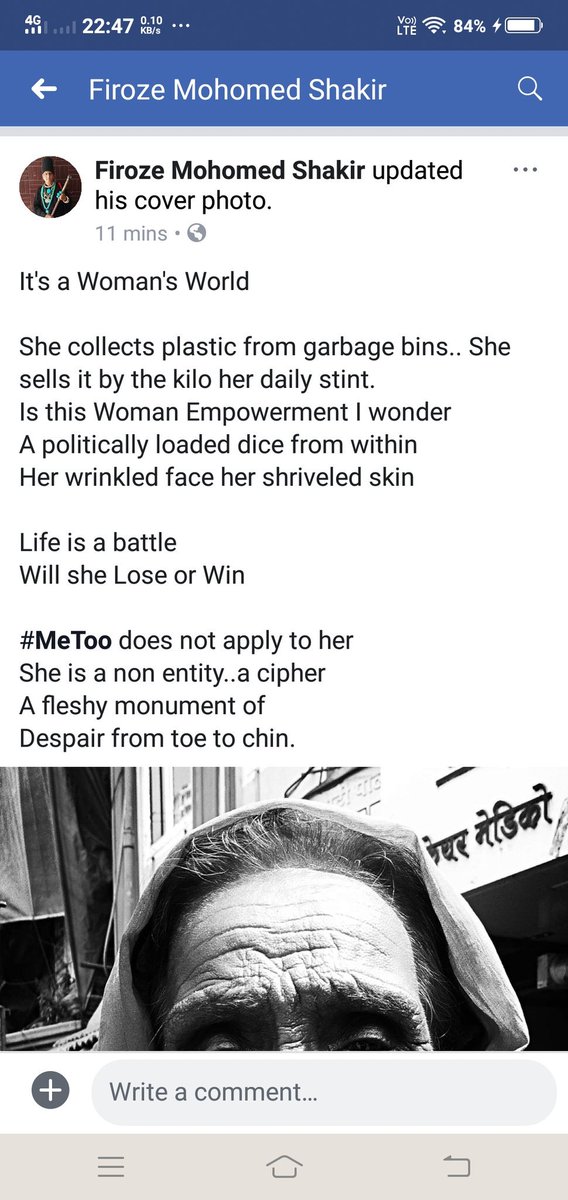 4G 22:47 0.10 KB/s ... Vo)) LTE 84%
Firoze Mohomed Shakir
Firoze Mohomed Shakir updated
his cover photo.
11 mins
It's a Woman's World
She collects plastic from garbage bins.. She
sells it by the kilo her daily stint.
Is this Woman Empowerment I wonder
A politically loaded dice from within
Her wrinkled face her shriveled skin
Life is a battle
Will she Lose or Win
#MeToo does not apply to her
She is a non entity..a cipher
A fleshy monument of
Despair from toe to chin.
केयर मेडिको
Write a comment...